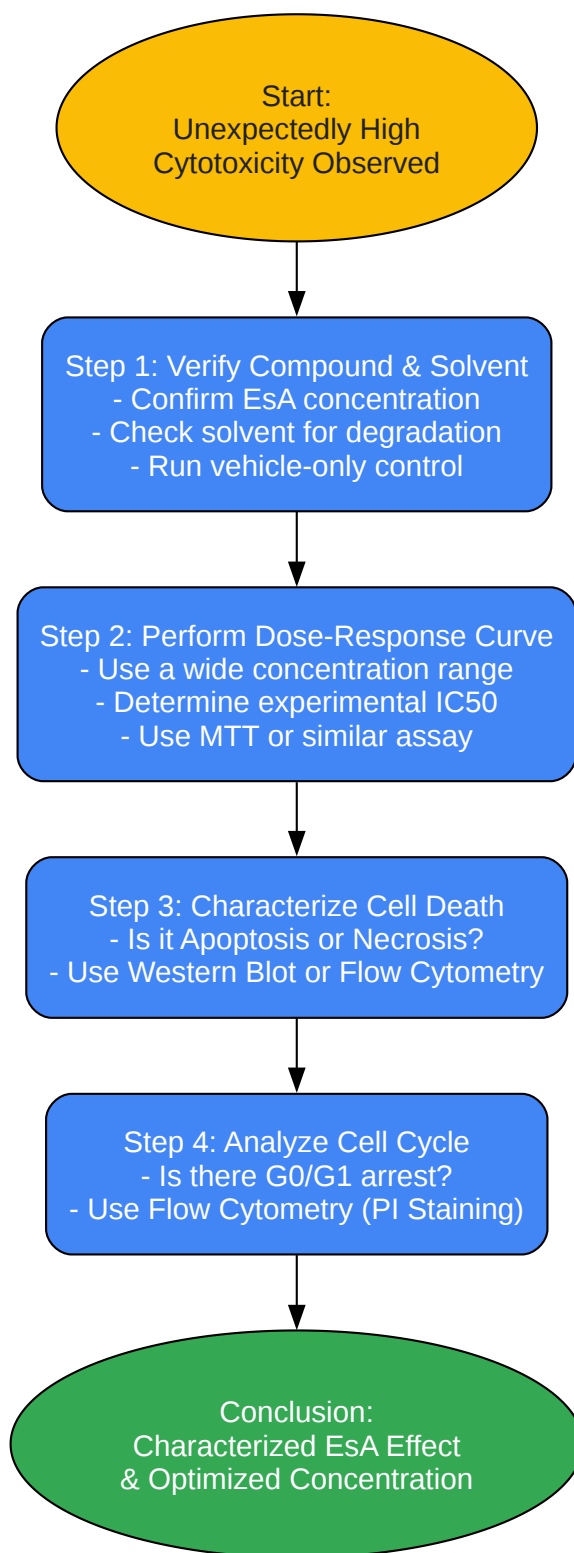 Start:
Unexpectedly High
Cytotoxicity Observed
Step 1: Verify Compound & Solvent
- Confirm EsA concentration
- Check solvent for degradation
- Run vehicle-only control
Step 2: Perform Dose-Response Curve
- Use a wide concentration range
- Determine experimental IC50
- Use MTT or similar assay
Step 3: Characterize Cell Death
- Is it Apoptosis or Necrosis?
- Use Western Blot or Flow Cytometry
Step 4: Analyze Cell Cycle
- Is there G0/G1 arrest?
- Use Flow Cytometry (PI Staining)
Conclusion:
Characterized EsA Effect
& Optimized Concentration